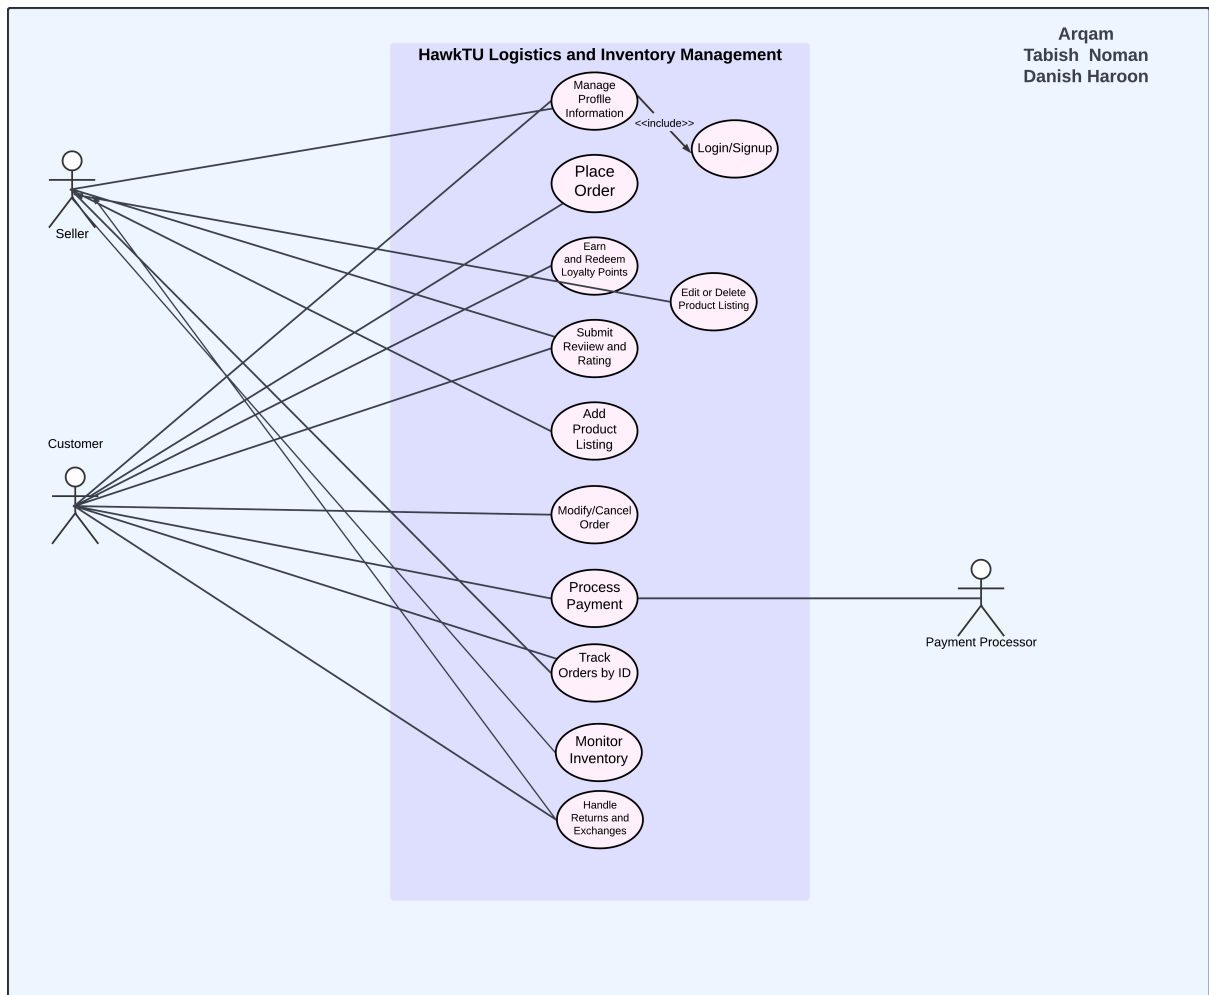 HawkTU Logistics and Inventory Management
Arqam
Tabish  Noman
Danish Haroon
Manage
Proflle
Information
<<include>>
Login/Signup
Place
Order
Seller
Earn
and Redeem
Loyalty Points
Edit or Delete
Product Listing
Submit
Reviiew and
Rating
Add
Product
Listing
Customer
Modify/Cancel
Order
Process
Payment
Payment Processor
Track
Orders by ID
Monitor
Inventory
Handle
Returns and
Exchanges